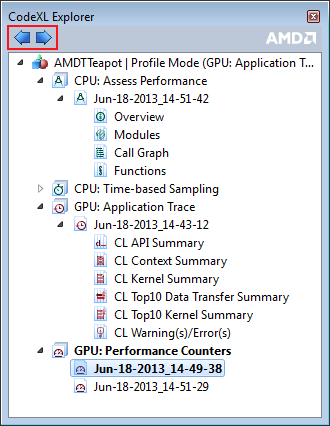 CodeXL Explorer
AMD
AMDTTeapot | Profile Mode (GPU: Application T...
CPU: Assess Performance
Jun-18-2013_14-51-42
Overview
Modules
Call Graph
Functions
CPU: Time-based Sampling
GPU: Application Trace
Jun-18-2013_14-43-12
CL API Summary
CL Context Summary
CL Kernel Summary
CL Top10 Data Transfer Summary
CL Top10 Kernel Summary
CL Warning(s)/Error(s)
GPU: Performance Counters
Jun-18-2013_14-49-38
Jun-18-2013_14-51-29